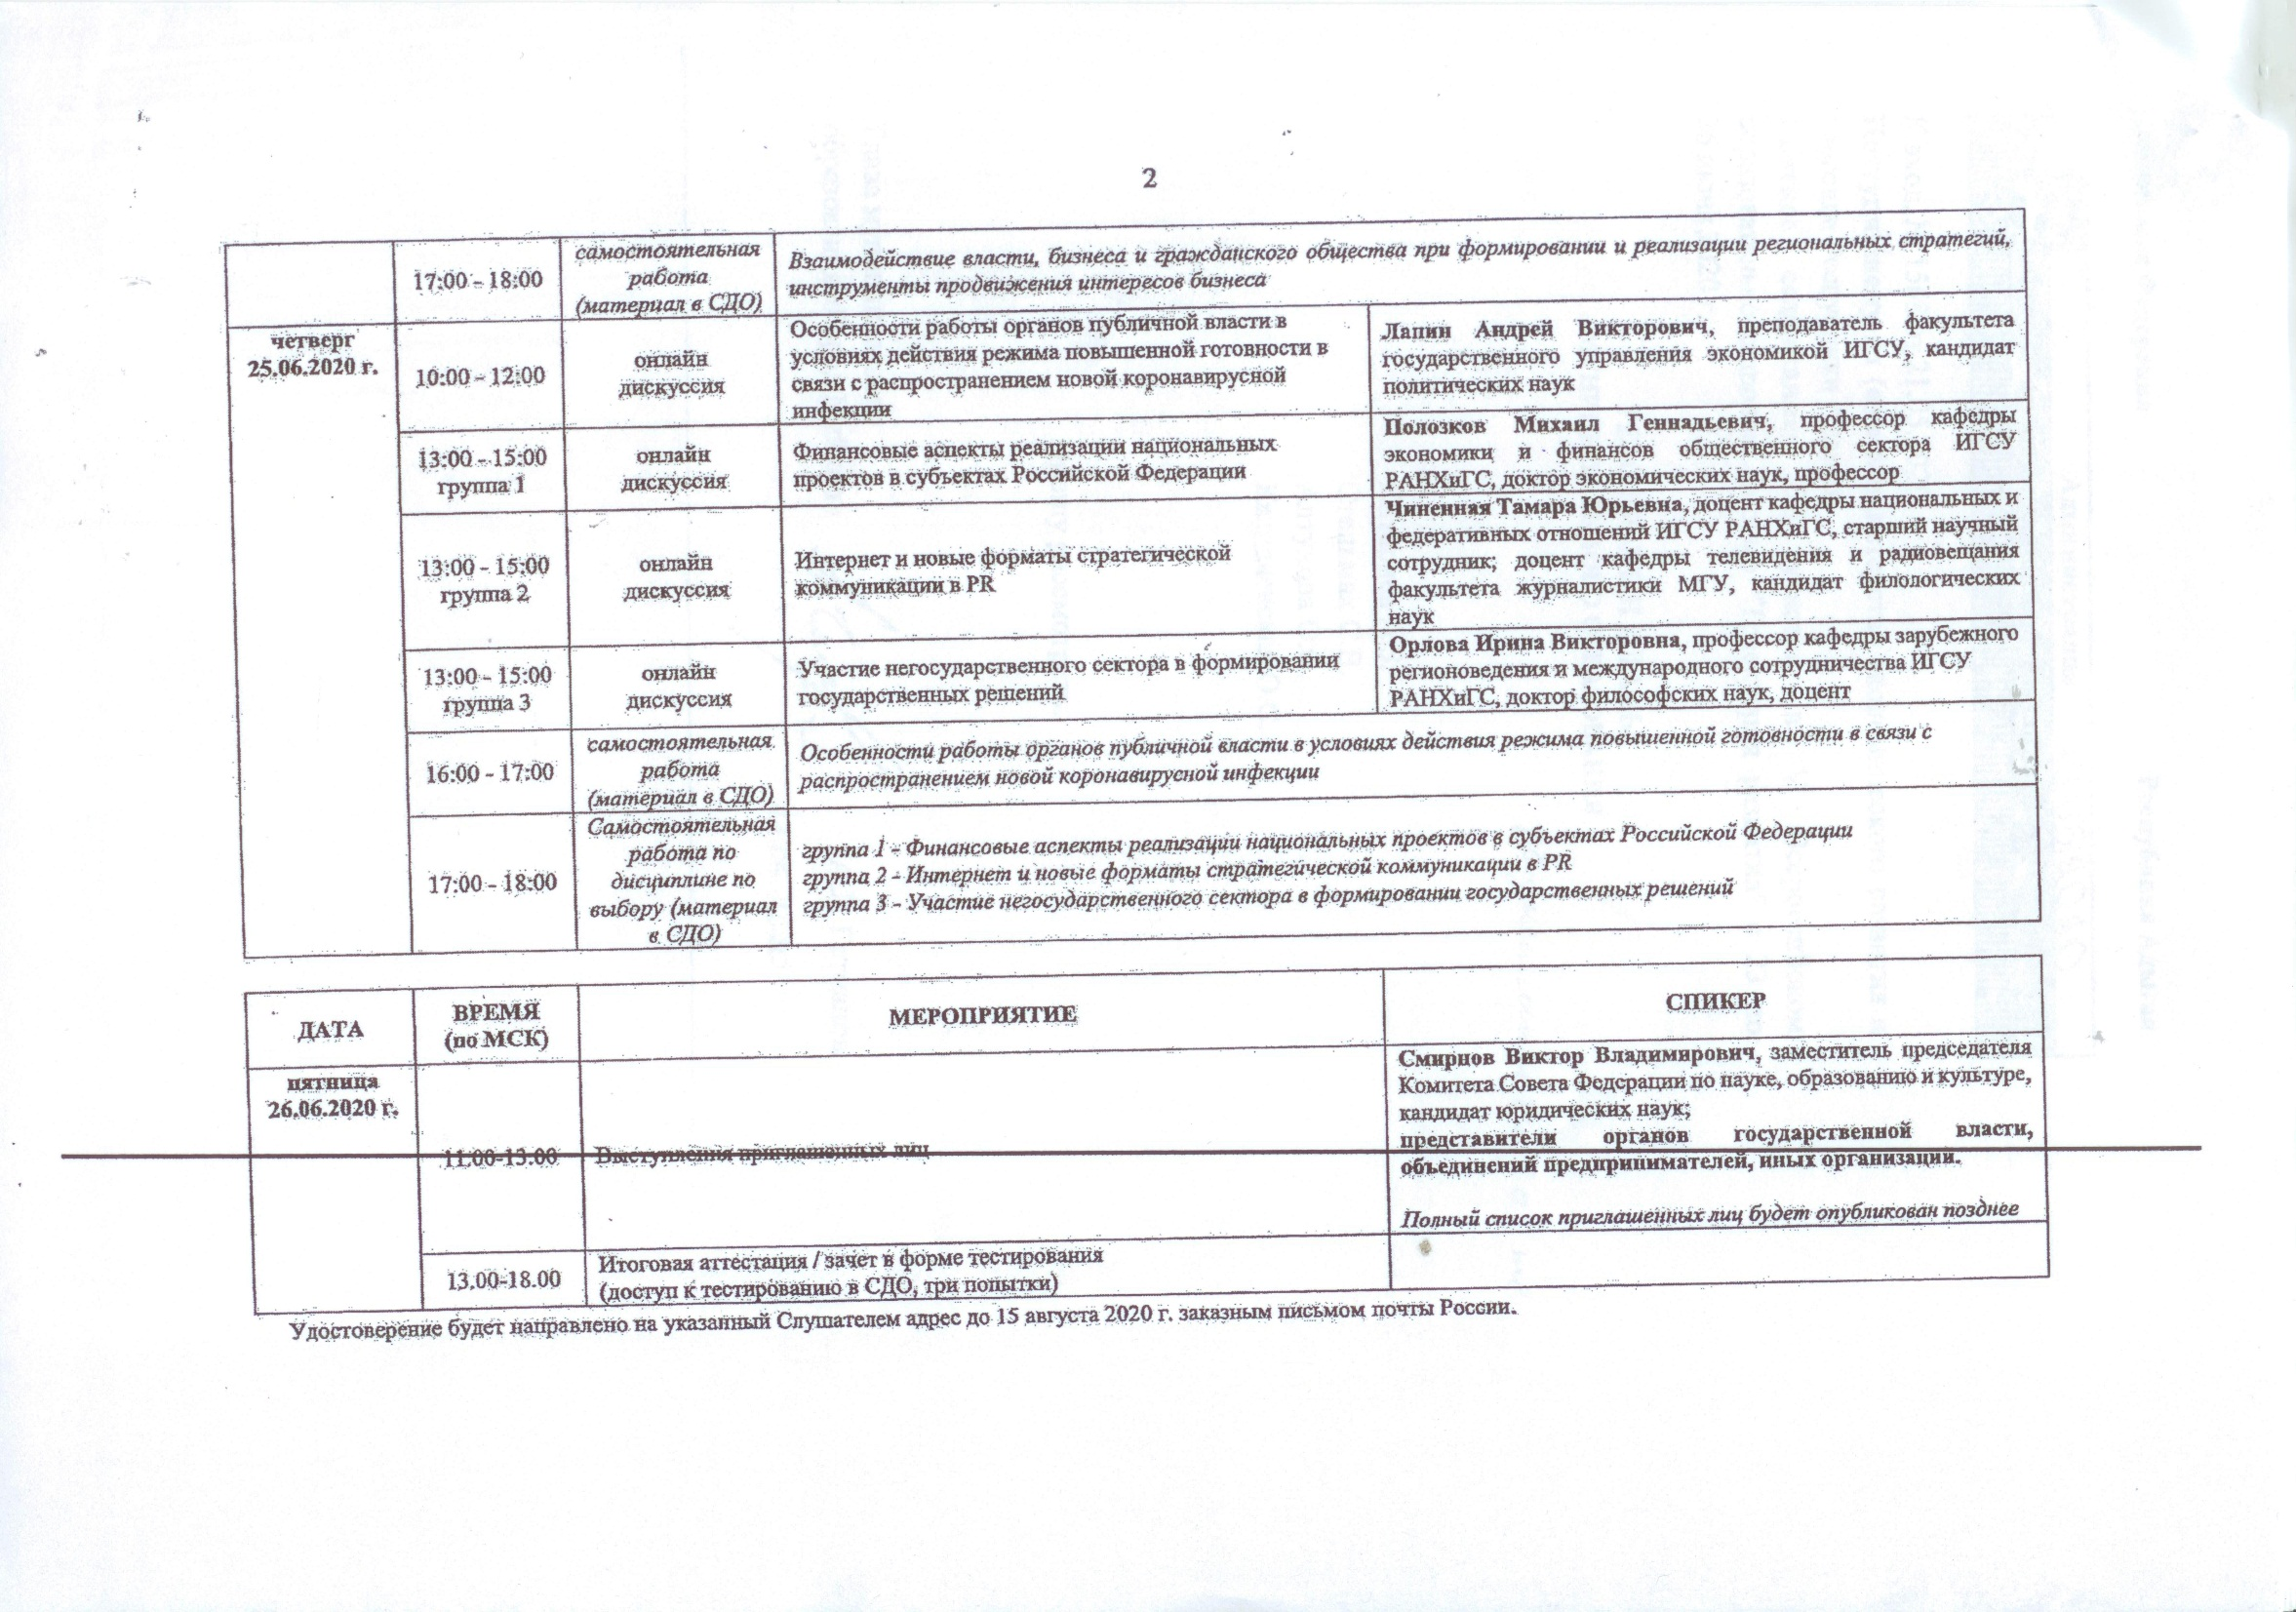 2
17:00 - 18:00
самостоятельная
работа
(материал в СДО)
Взаимодействие власти, бизнеса и гражданского общества при формировании и реализации региональных стратегий,
инструменты продвижения интересов бизнеса
четверг
25.06.2020 г.
10:00 - 12:00
онлайн
дискуссия
Особенности работы органов публичной власти в
условиях действия режима повышенной готовности в
связи с распространением новой коронавирусной
инфекции
Лапин Андрей Викторович, преподаватель факультета
государственного управления экономикой ИГСУ, кандидат
политических наук
13:00 - 15:00
группа 1
онлайн
дискуссия
Финансовые аспекты реализации национальных
проектов в субъектах Российской Федерации
Полозков Михаил Геннадьевич, профессор кафедры
экономики и финансов общественного сектора ИГСУ
РАНХиГС, доктор экономических наук, профессор
13:00 - 15:00
группа 2
онлайн
дискуссия
Интернет и новые форматы стратегической
коммуникации в PR
Чиненная Тамара Юрьевна, доцент кафедры национальных и
федеративных отношений ИГСУ РАНХиГС, старший научный
сотрудник; доцент кафедры телевидения и радиовещания
факультета журналистики МГУ, кандидат филологических
наук
13:00 - 15:00
группа 3
онлайн
дискуссия
Участие негосударственного сектора в формировании
государственных решений
Орлова Ирина Викторовна, профессор кафедры зарубежного
регионоведения и международного сотрудничества ИГСУ
РАНХиГС, доктор философских наук, доцент
16:00 - 17:00
самостоятельная
работа
(материал в СДО)
Особенности работы органов публичной власти в условиях действия режима повышенной готовности в связи с
распространением новой коронавирусной инфекции
17:00 - 18:00
Самостоятельная
работа по
дисциплине по
выбору (материал
в СДО)
группа 1 - Финансовые аспекты реализации национальных проектов в субъектах Российской Федерации
группа 2 - Интернет и новые форматы стратегической коммуникации в PR
группа 3 - Участие негосударственного сектора в формировании государственных решений
ДАТА
ВРЕМЯ
(по МСК)
МЕРОПРИЯТИЕ
СПИКЕР
пятница
26.06.2020 г.
11.00-13.00
Выступления приглашенных лиц
Смирнов Виктор Владимирович, заместитель председателя
Комитета Совета Федерации по науке, образованию и культуре,
кандидат юридических наук;
представители органов государственной власти,
объединений предпринимателей, иных организации.
Полный список приглашенных лиц будет опубликован позднее
13.00-18.00
Итоговая аттестация / зачет в форме тестирования
(доступ к тестированию в СДО, три попытки)
Удостоверение будет направлено на указанный Слушателем адрес до 15 августа 2020 г. заказным письмом почты России.